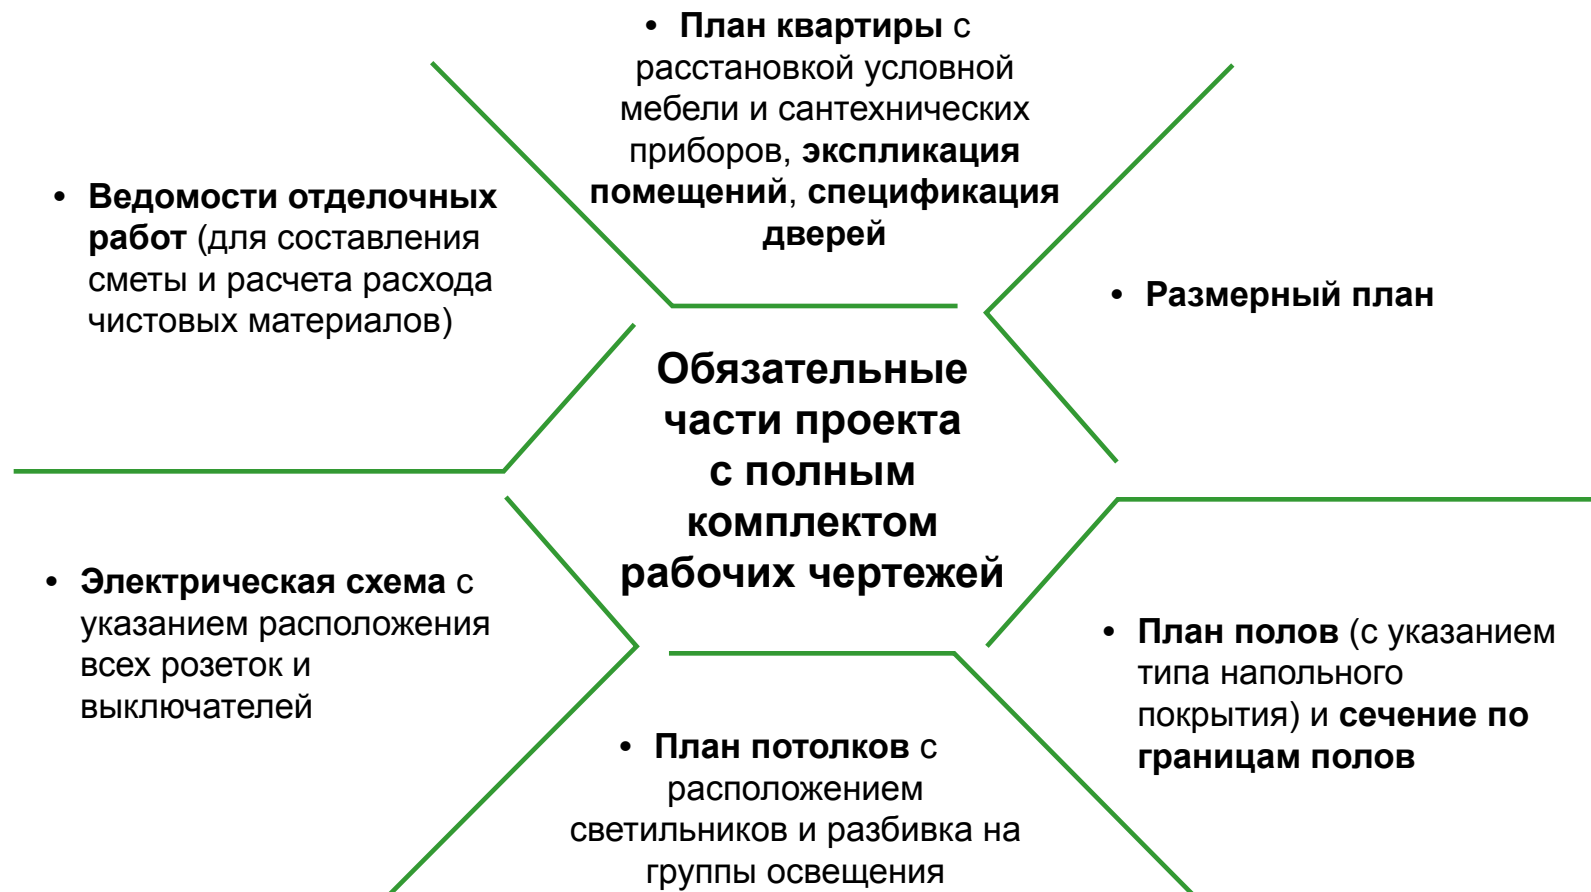 • План квартиры с
расстановкой условной
мебели и сантехнических
приборов, экспликация
помещений, спецификация
дверей
• Размерный план
• План полов (с указанием
типа напольного
покрытия) и сечение по
границам полов
• План потолков с
расположением
светильников и разбивка на
группы освещения
• Электрическая схема с
указанием расположения
всех розеток и
выключателей
• Ведомости отделочных
работ (для составления
сметы и расчета расхода
чистовых материалов)
Обязательные
части проекта
с полным
комплектом
рабочих чертежей